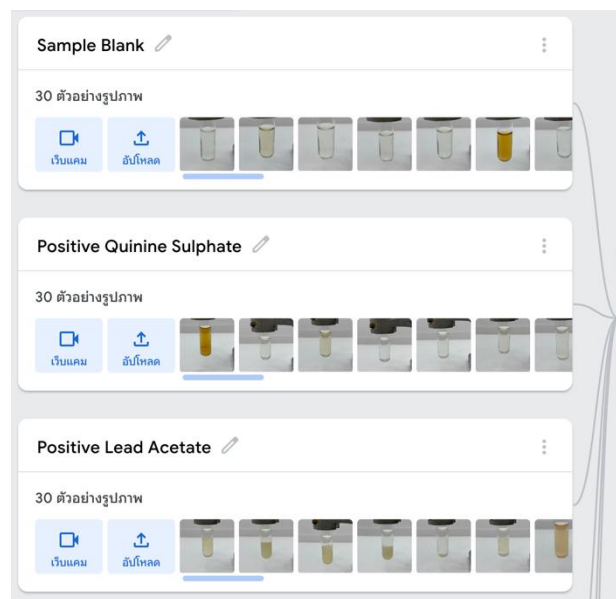 Sample Blank
30 ตัวอย่างรูปภาพ
เว็บแคม
อัปโหลด
Positive Quinine Sulphate
30 ตัวอย่างรูปภาพ
เว็บแคม
อัปโหลด
Positive Lead Acetate
30 ตัวอย่างรูปภาพ
เว็บแคม
อัปโหลด